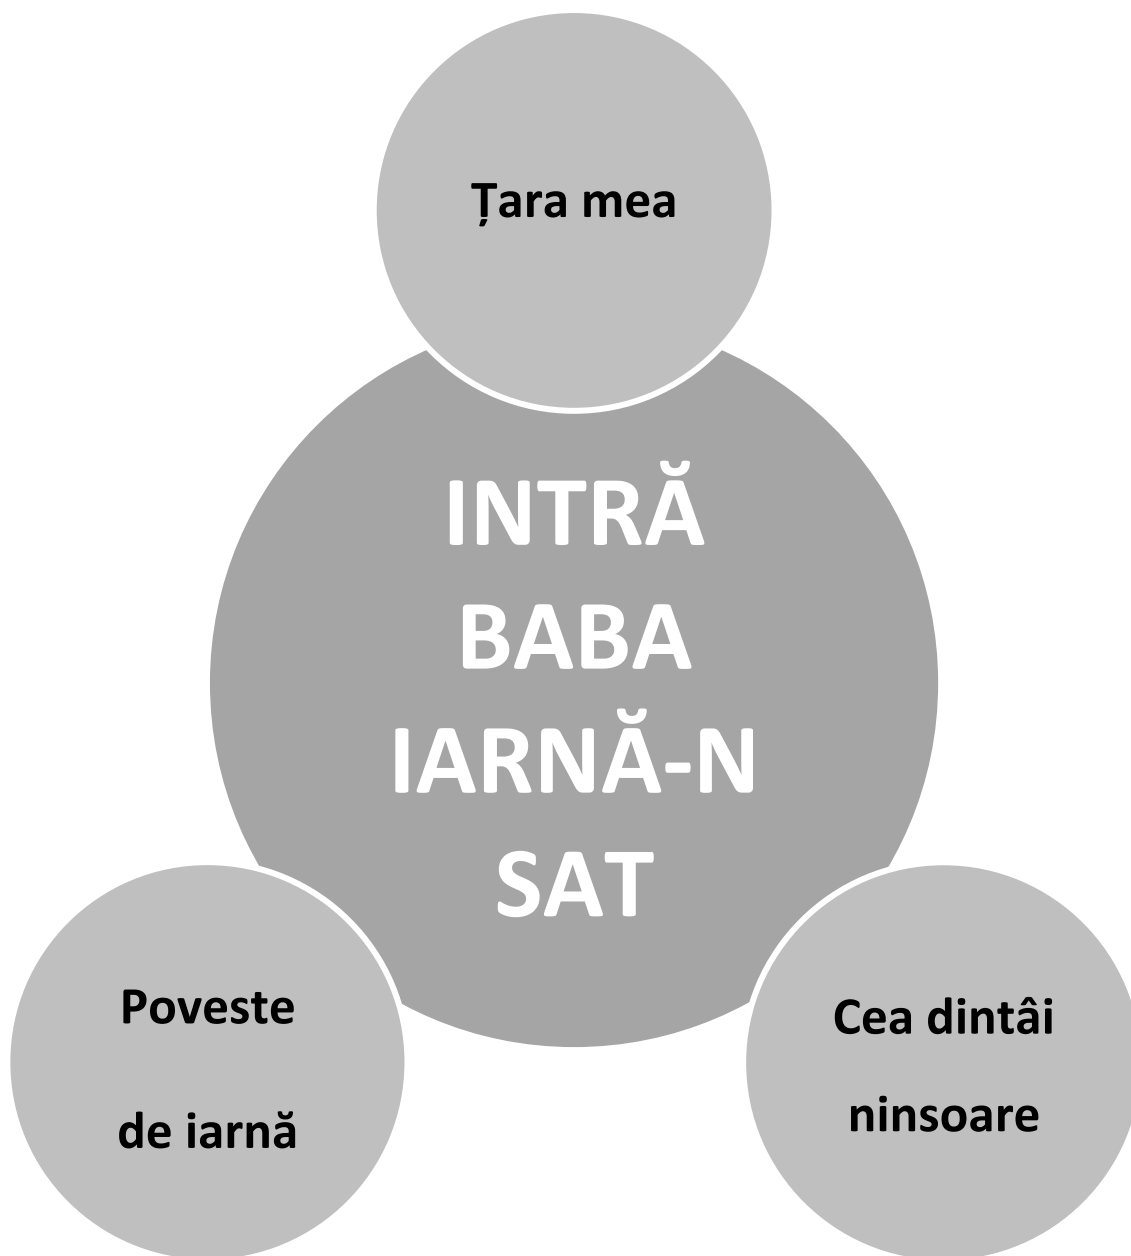 Țara mea
INTRĂ
BABA
IARNĂ-N
SAT
Poveste
de iarnă
Cea dintâi
ninsoare